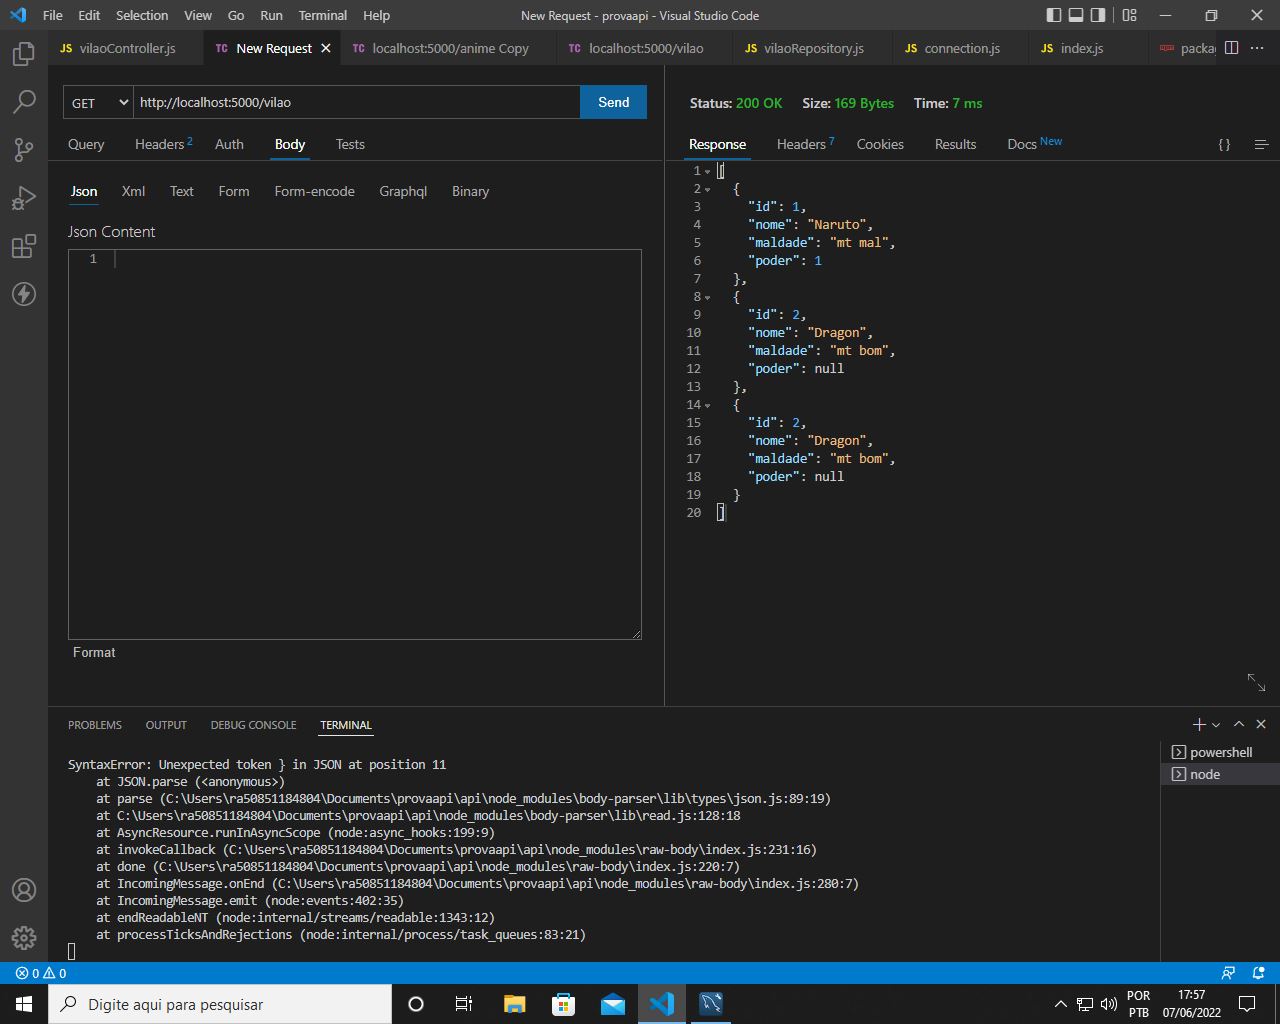 File Edit Selection View Go Run Terminal Help New Request - provaapi - Visual Studio Code
JS vilaoController.js TC New Request TC localhost:5000/anime Copy TC localhost:5000/vilao JS vilaoRepository.js JS connection.js JS index.js packa
GET http://localhost:5000/vilao Send
Status: 200 OK Size: 169 Bytes Time: 7 ms
Query Headers 2 Auth Body Tests
Response Headers 7 Cookies Results Docs New { }
Json Xml Text Form Form-encode Graphql Binary
Json Content
1
Format
1 [
2 {
3 "id": 1,
4 "nome": "Naruto",
5 "maldade": "mt mal",
6 "poder": 1
7 },
8 {
9 "id": 2,
10 "nome": "Dragon",
11 "maldade": "mt bom",
12 "poder": null
13 },
14 {
15 "id": 2,
16 "nome": "Dragon",
17 "maldade": "mt bom",
18 "poder": null
19 }
20 ]
PROBLEMS OUTPUT DEBUG CONSOLE TERMINAL
powershell
node
SyntaxError: Unexpected token } in JSON at position 11
at JSON.parse (<anonymous>)
at parse (C:\Users\ra50851184804\Documents\provaapi\api\node_modules\body-parser\lib\types\json.js:89:19)
at C:\Users\ra50851184804\Documents\provaapi\api\node_modules\body-parser\lib\read.js:128:18
at AsyncResource.runInAsyncScope (node:async_hooks:199:9)
at invokeCallback (C:\Users\ra50851184804\Documents\provaapi\api\node_modules\raw-body\index.js:231:16)
at done (C:\Users\ra50851184804\Documents\provaapi\api\node_modules\raw-body\index.js:220:7)
at IncomingMessage.onEnd (C:\Users\ra50851184804\Documents\provaapi\api\node_modules\raw-body\index.js:280:7)
at IncomingMessage.emit (node:events:402:35)
at endReadableNT (node:internal/streams/readable:1343:12)
at processTicksAndRejections (node:internal/process/task_queues:83:21)
0 0
Digite aqui para pesquisar
POR
PTB
17:57
07/06/2022